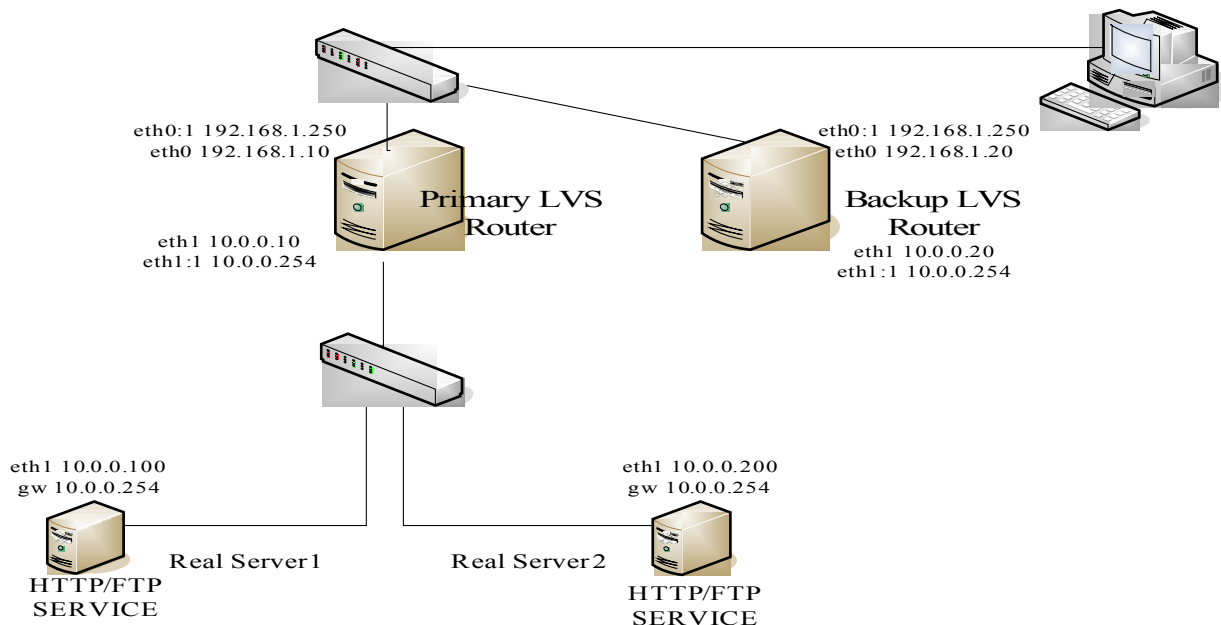 eth0:1 192.168.1.250
eth0 192.168.1.10
eth0:1 192.168.1.250
eth0 192.168.1.20
Primary LVS
Router
Backup LVS
Router
eth1 10.0.0.10
eth1:1 10.0.0.254
eth1 10.0.0.20
eth1:1 10.0.0.254
eth1 10.0.0.100
gw 10.0.0.254
eth1 10.0.0.200
gw 10.0.0.254
Real Server1
Real Server2
HTTP/FTP
SERVICE
HTTP/FTP
SERVICE